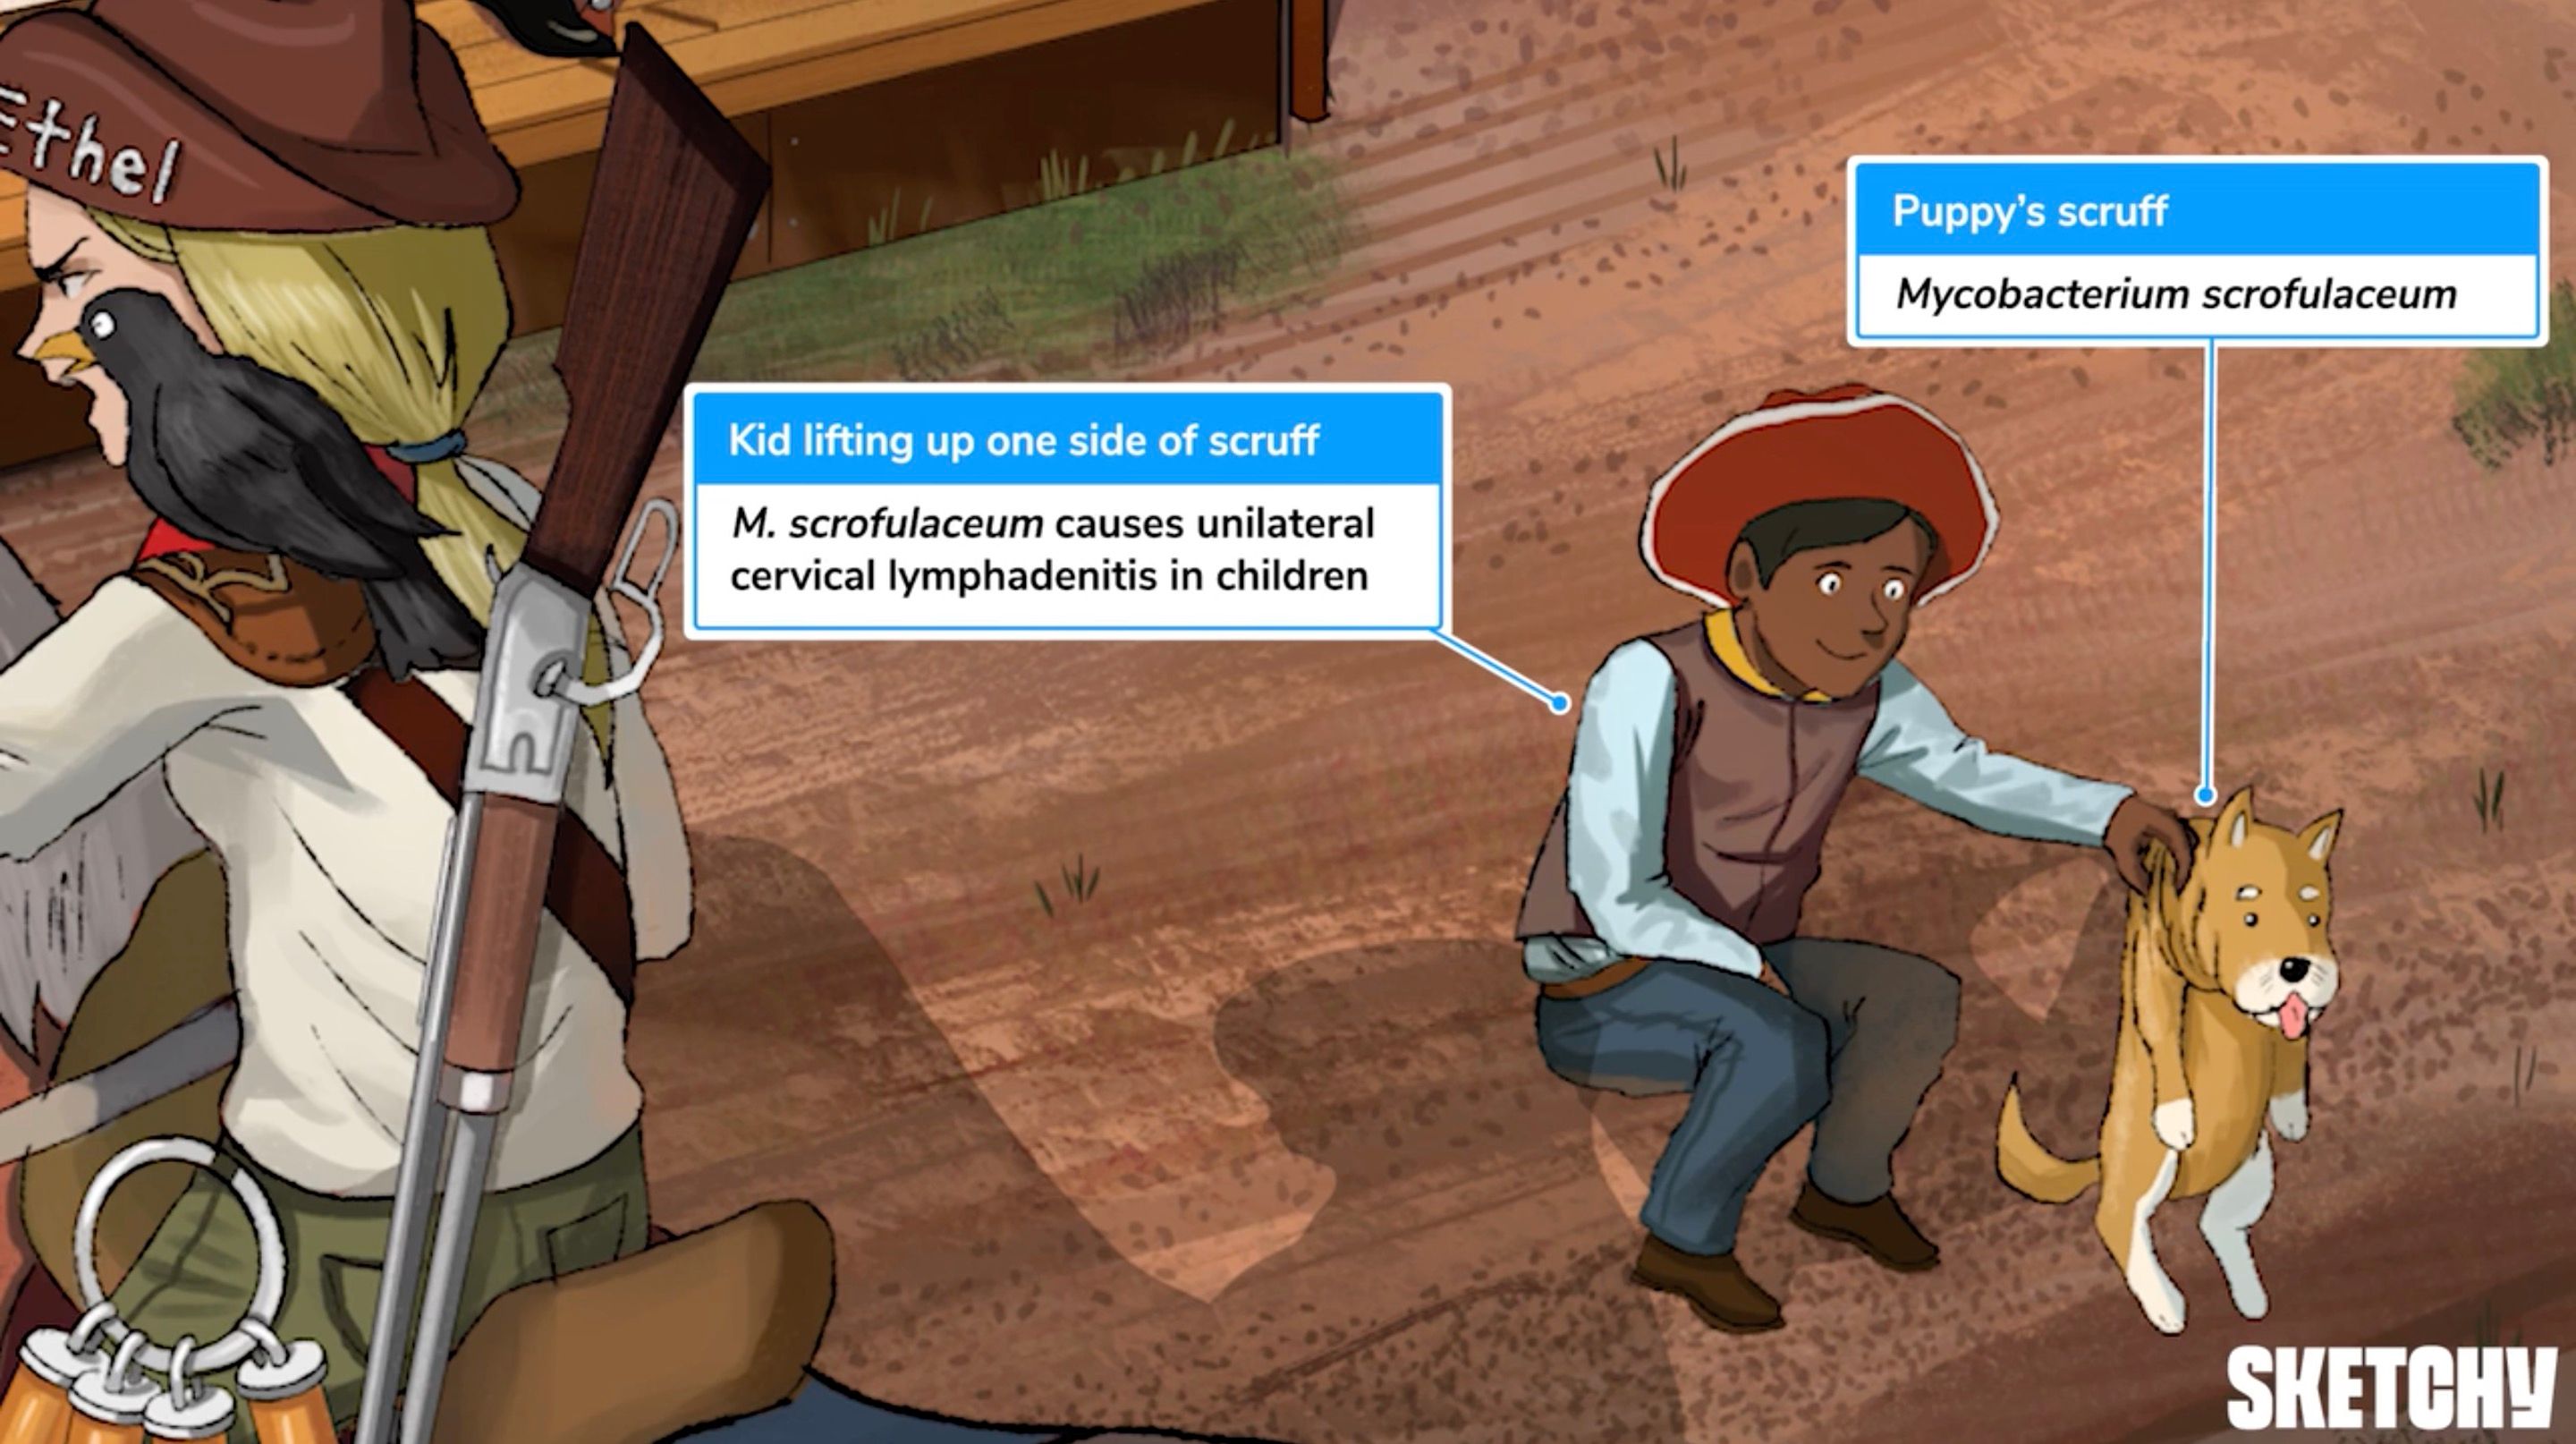 Ethel
Puppy's scruff
Mycobacterium scrofulaceum
Kid lifting up one side of scruff
M. scrofulaceum causes unilateral
cervical lymphadenitis in children
SKETCHY